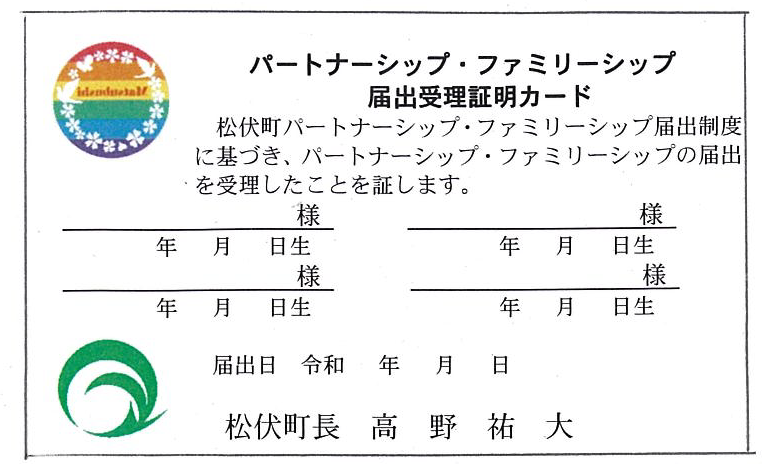 Matsubushi
パートナーシップ・ファミリーシップ
届出受理証明カード
松伏町パートナーシップ・ファミリーシップ届出制度
に基づき、パートナーシップ・ファミリーシップの届出
を受理したことを証します。
様 様
年 月 日生 年 月 日生
様 様
年 月 日生 年 月 日生
届出日 令和 年 月 日
松伏町長 高 野 祐 大